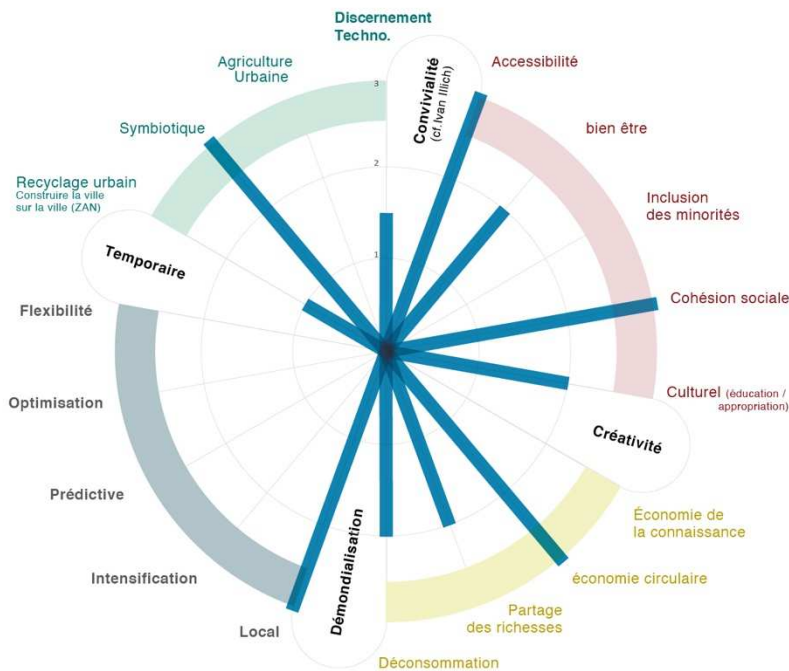 Discernement
Techno.
Agriculture
Urbaine
Symbiotique
Recyclage urbain
Construire la ville
sur la ville (ZAN)
Temporaire
Flexibilité
Optimisation
Prédictive
Intensification
Local
Démondialisation
Déconsommation
Partage
des richesses
économie circulaire
Économie de
la connaissance
Créativité
Culturel (éducation /
appropriation)
Cohésion sociale
Inclusion
des minorités
bien être
Accessibilité
Convivialité
(cf.Ivan Illich)
3
2
1